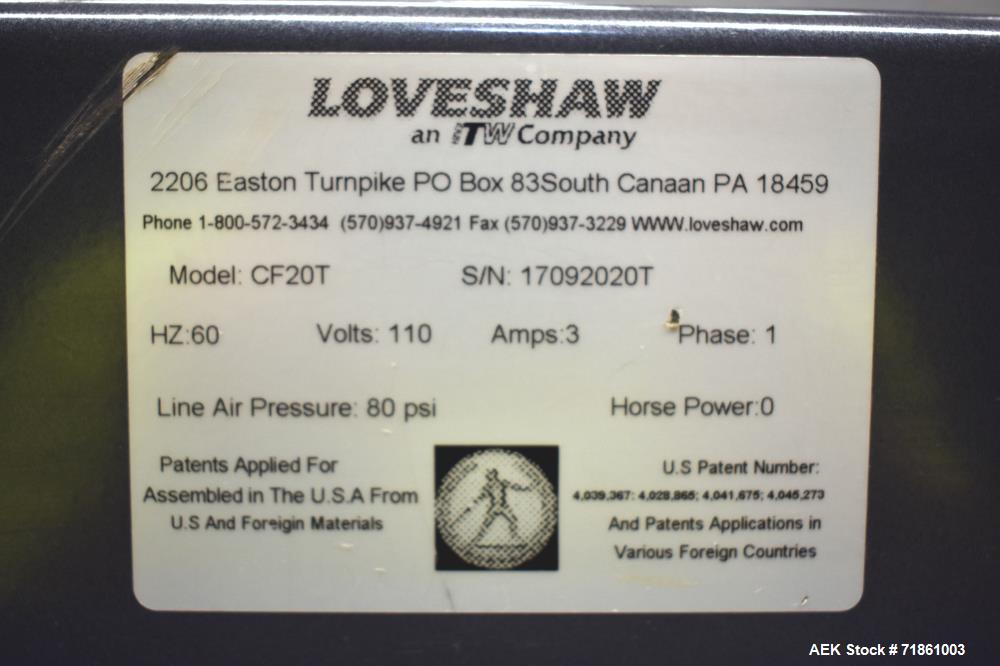 LOVESHAW
an ITW Company
2206 Easton Turnpike PO Box 83South Canaan PA 18459
Phone 1-800-572-3434 (570)937-4921 Fax (570)937-3229 WWW.loveshaw.com
Model: CF20T S/N: 17092020T
HZ:60 Volts: 110 Amps:3 Phase: 1
Line Air Pressure: 80 psi Horse Power:0
Patents Applied For
Assembled in The U.S.A From
U.S And Foreigin Materials
U.S Patent Number:
4,039,367: 4,028,865; 4,041,675; 4,045,273
And Patents Applications in
Various Foreign Countries
AEK Stock # 71861003